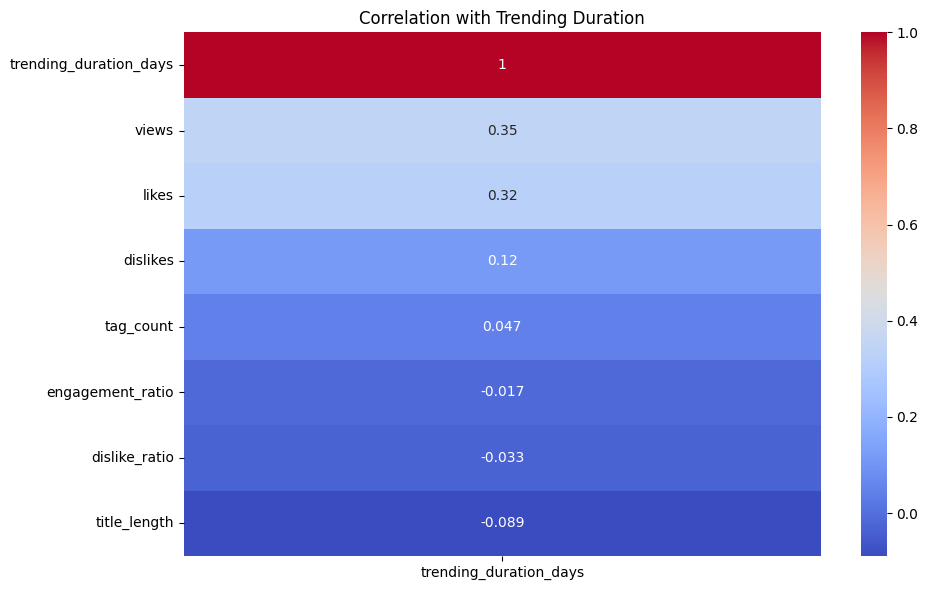 Correlation with Trending Duration
trending_duration_days
1
views
0.35
likes
0.32
dislikes
0.12
tag_count
0.047
engagement_ratio
-0.017
dislike_ratio
-0.033
title_length
-0.089
trending_duration_days
1.0
0.8
0.6
0.4
0.2
0.0